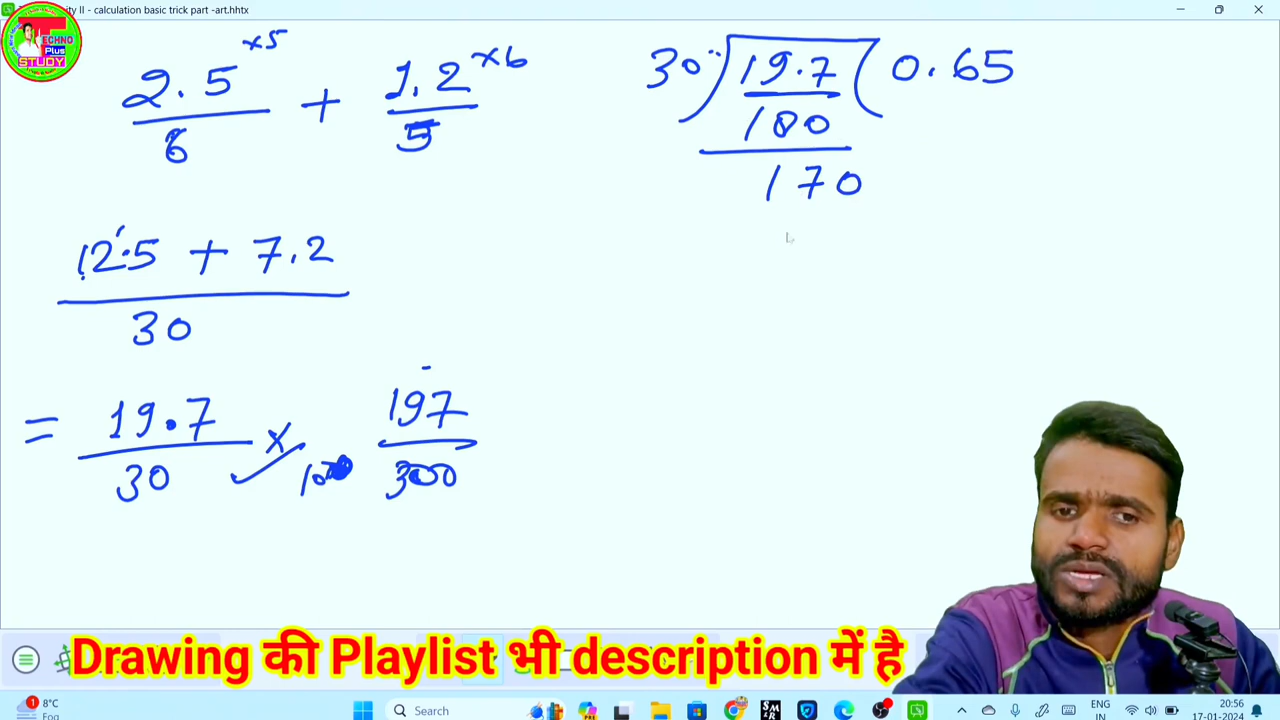 ity II - calculation basic trick part -art.hhtx
TECHNO
Plus
STUDY
2.5 ×5 + 1.2 ×6
6 5
12.5 + 7.2
30
= 19.7 × 197
30 10 300
30) 19.7 ( 0.65
180
170
Drawing की Playlist भी description में है
1
8°C
Fog
Search
ENG
IN
20:56
17-01-2024